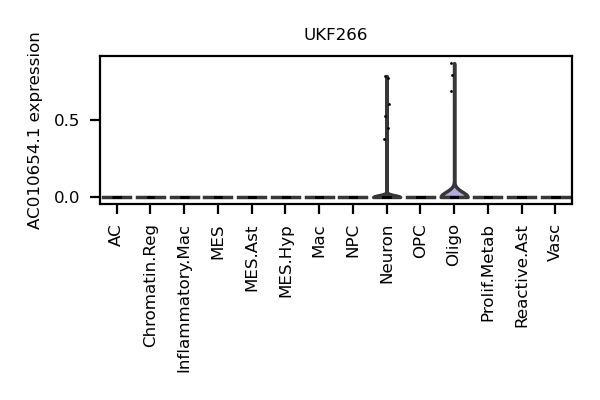 UKF266
AC010654.1 expression
0.5
0.0
AC
Chromatin.Reg
Inflammatory.Mac
MES
MES.Ast
MES.Hyp
Mac
NPC
Neuron
OPC
Oligo
Prolif.Metab
Reactive.Ast
Vasc